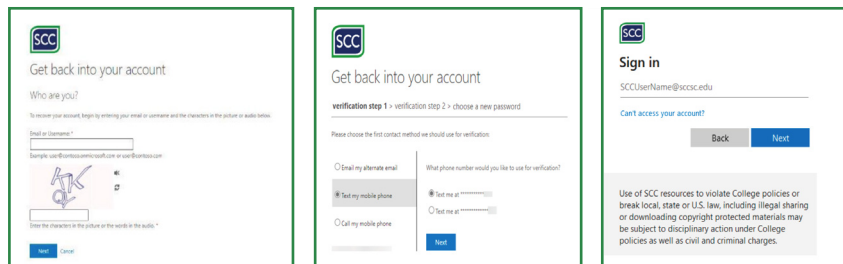 SCC
Get back into your account
Who are you?
To recover your account, begin by entering your email or username and the characters in the picture or audio below.
Email or Username:*
Example: user@contoso.onmicrosoft.com or user@contoso.com
Enter the characters in the picture or the words in the audio. *
Next Cancel
SCC
Get back into your account
verification step 1 > verification step 2 > choose a new password
Please choose the first contact method we should use for verification:
Email my alternate email
Text my mobile phone
Call my mobile phone
What phone number would you like to use for verification?
Text me at ************
Text me at ************
Next
SCC
Sign in
SCCUserName@sccsc.edu
Can't access your account?
Back Next
Use of SCC resources to violate College policies or
break local, state or U.S. law, including illegal sharing
or downloading copyright protected materials may
be subject to disciplinary action under College
policies as well as civil and criminal charges.